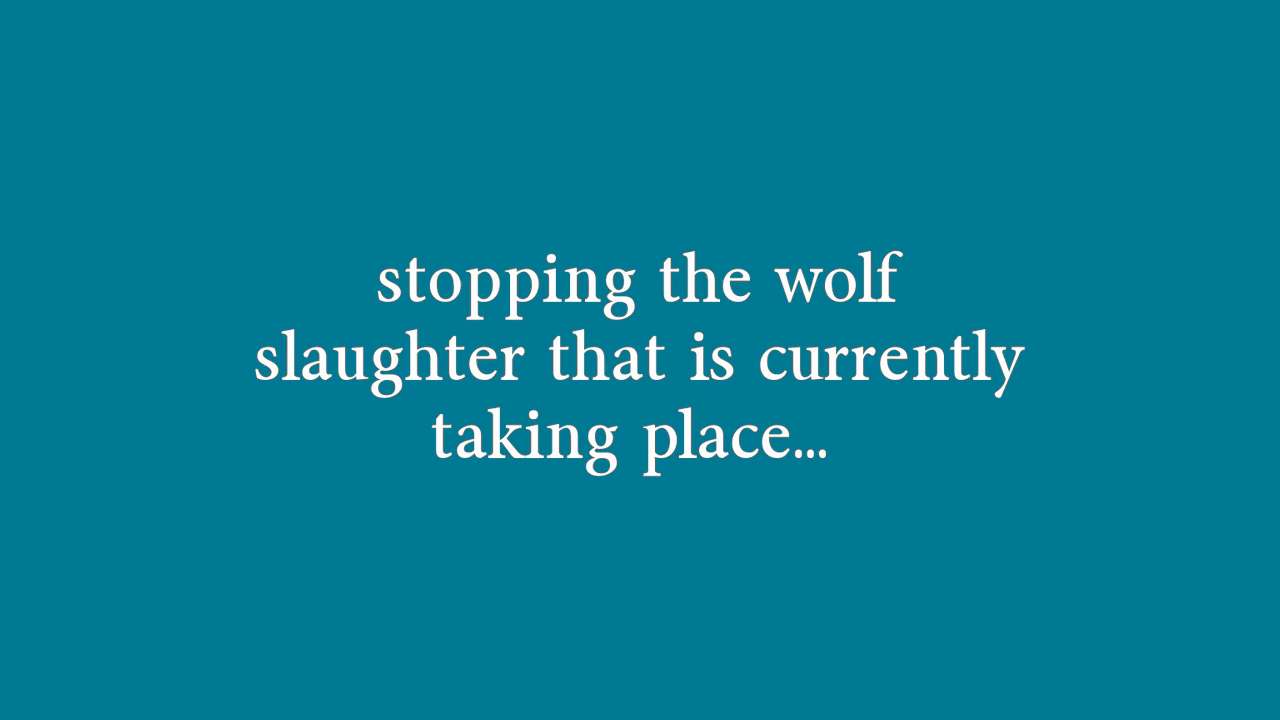 stopping the wolf
slaughter that is currently
taking place...